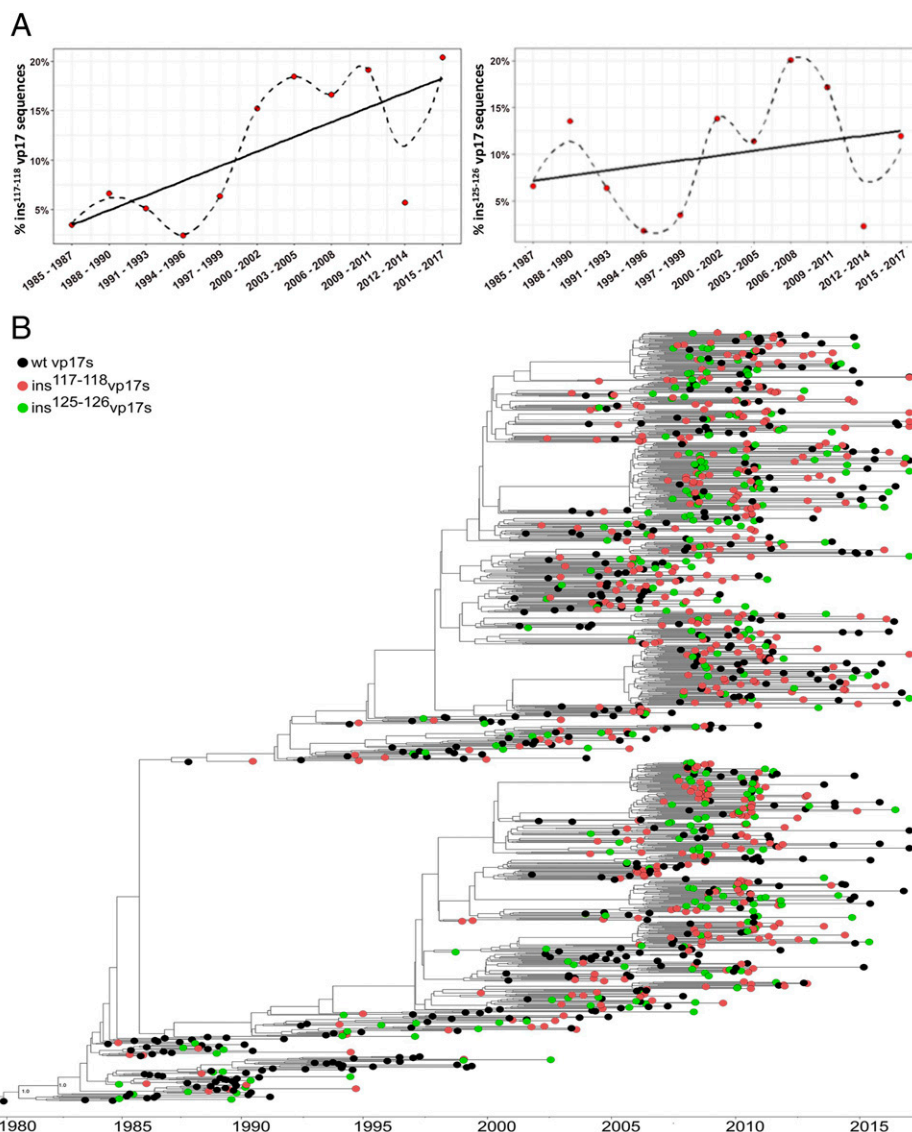 A
% ins117-118 vp17 sequences
20%
15%
10%
5%
1985 - 1987
1988 - 1990
1991 - 1993
1994 - 1996
1997 - 1999
2000 - 2002
2003 - 2005
2006 - 2008
2009 - 2011
2012 - 2014
2015 - 2017
% ins125-126 vp17 sequences
20%
15%
10%
5%
1985 - 1987
1988 - 1990
1991 - 1993
1994 - 1996
1997 - 1999
2000 - 2002
2003 - 2005
2006 - 2008
2009 - 2011
2012 - 2014
2015 - 2017
B
wt vp17s
ins117-118vp17s
ins125-126vp17s
1.0
1.0
1980 1985 1990 1995 2000 2005 2010 2015